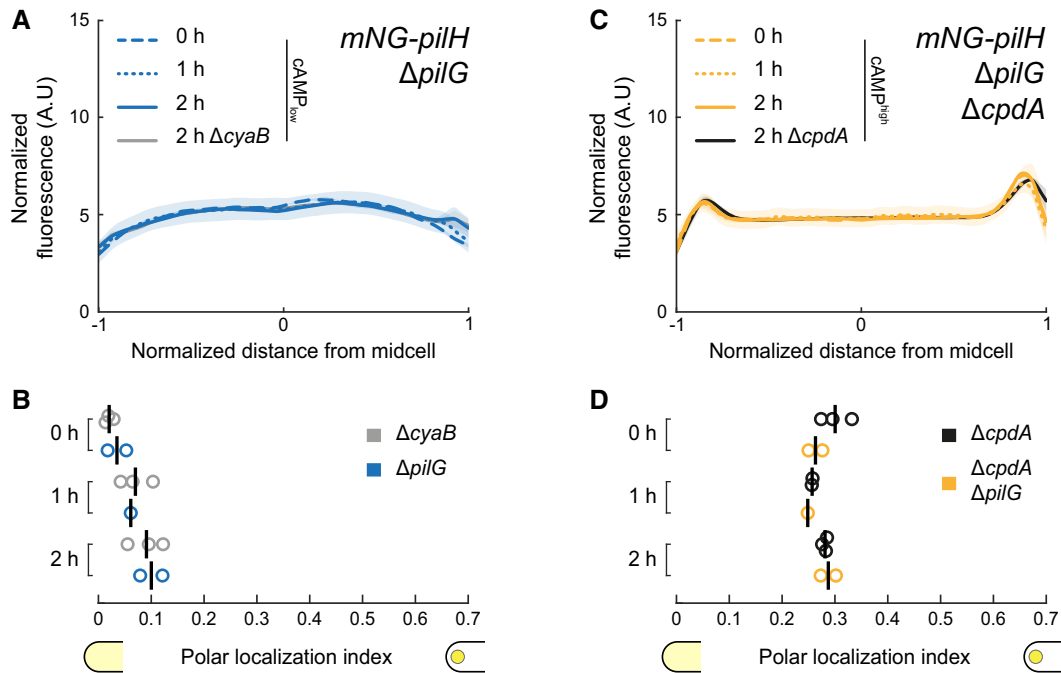 A
mNG-pilH
ΔpilG
0 h
1 h
2 h
2 h ΔcyaB
cAMPlow
Normalized
fluorescence (A.U)
15
10
5
0
-1
0
1
Normalized distance from midcell
C
mNG-pilH
ΔpilG
ΔcpdA
0 h
1 h
2 h
2 h ΔcpdA
cAMPhigh
Normalized
fluorescence (A.U)
15
10
5
0
-1
0
1
Normalized distance from midcell
B
0 h
1 h
2 h
ΔcyaB
ΔpilG
0 0.1 0.2 0.3 0.4 0.5 0.6 0.7
Polar localization index
D
0 h
1 h
2 h
ΔcpdA
ΔcpdA
ΔpilG
0 0.1 0.2 0.3 0.4 0.5 0.6 0.7
Polar localization index